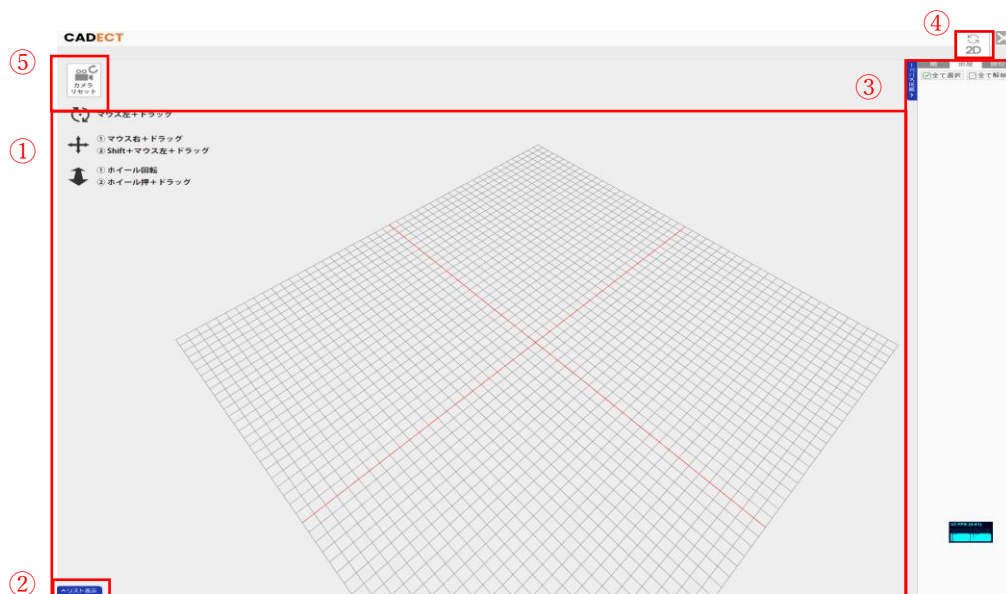 ④
CADECT
2D
⑤
③
全て選択 全て解除
カメラ
リセット
マウス左+ドラッグ
①
① マウス右+ドラッグ
② Shift+マウス左+ドラッグ
① ホイール回転
② ホイール押+ドラッグ
②
リスト表示